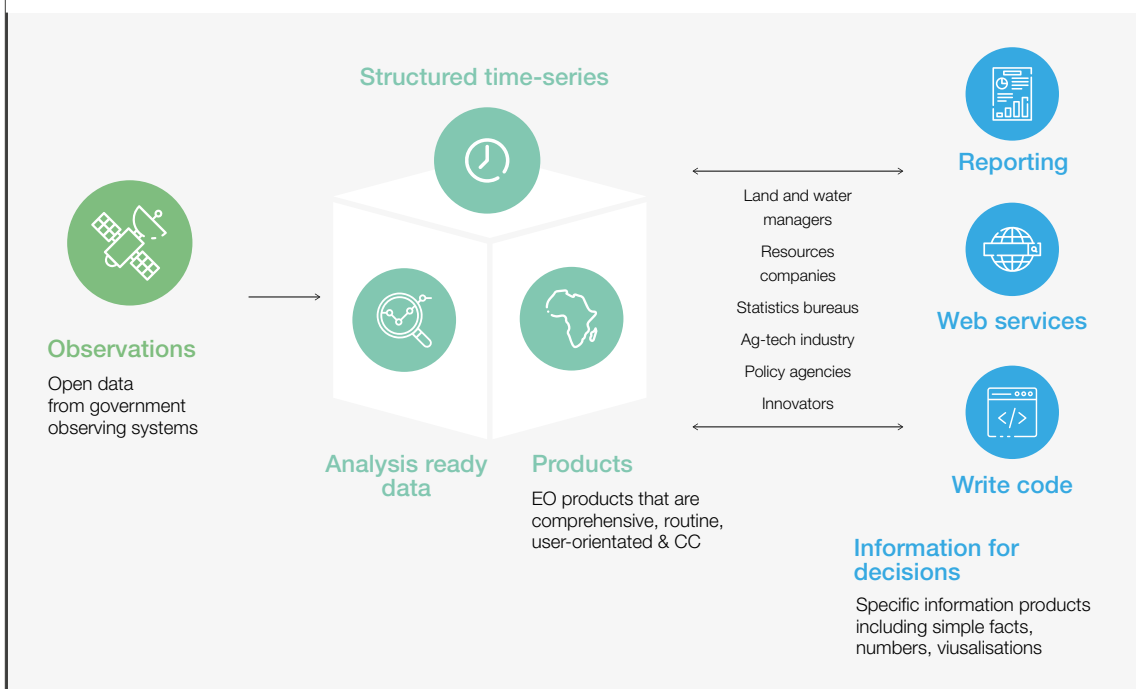 Structured time-series
Observations
Open data
from government
observing systems
Analysis ready
data
Products
EO products that are
comprehensive, routine,
user-orientated & CC
Land and water
managers
Resources
companies
Statistics bureaus
Ag-tech industry
Policy agencies
Innovators
Reporting
Web services
</>
Write code
Information for
decisions
Specific information products
including simple facts,
numbers, viusalisations